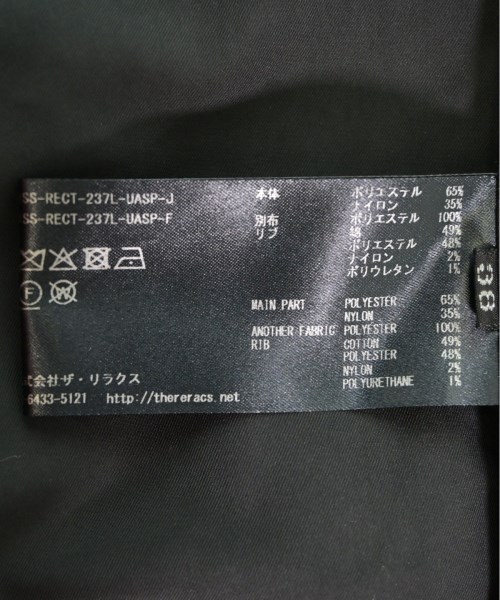 SS-RECT-237L-UASP-J
SS-RECT-237L-UASP-F
本体 ポリエステル 65%
ナイロン 35%
別布 ポリエステル 100%
リブ 綿 49%
ポリエステル 48%
ナイロン 2%
ポリウレタン 1%
38
F
W
MAIN PART POLYESTER 65%
NYLON 35%
ANOTHER FABRIC POLYESTER 100%
RIB COTTON 49%
POLYESTER 48%
NYLON 2%
POLYURETHANE 1%
式会社ザ・リラクス
6433-5121 http://thereracs.net